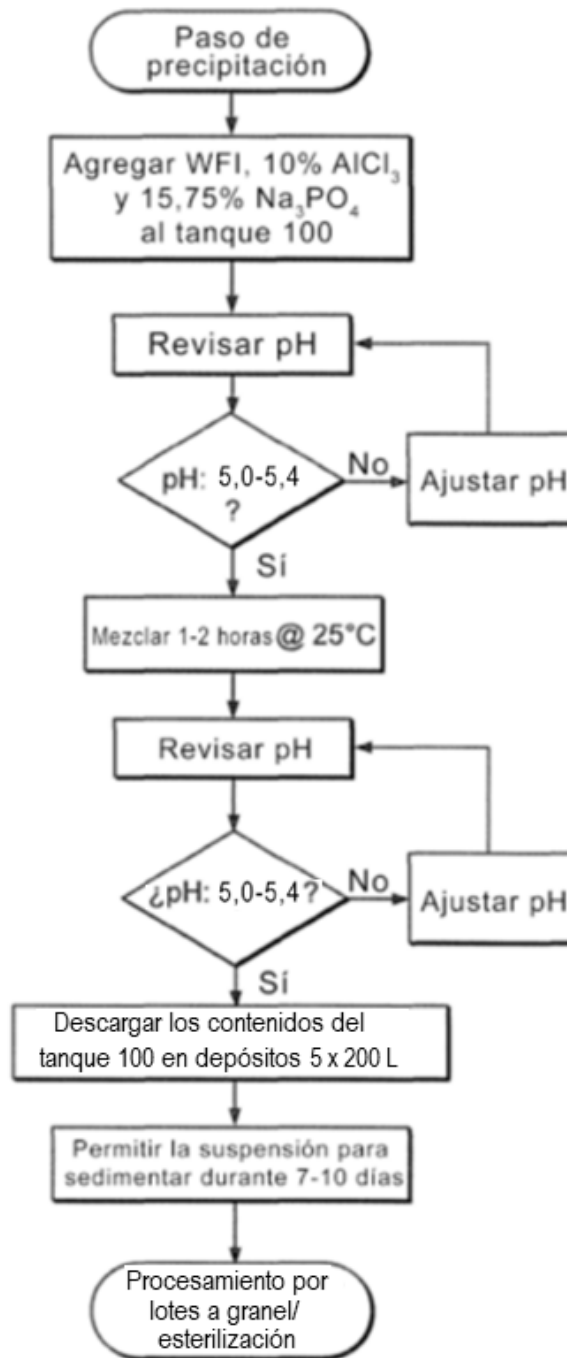 Paso de
precipitación
Agregar WFI, 10% AlCl₃
y 15,75% Na₃PO₄
al tanque 100
Revisar pH
pH: 5,0-5,4
?
No
Ajustar pH
Sí
Mezclar 1-2 horas @ 25°C
Revisar pH
¿pH: 5,0-5,4?
No
Ajustar pH
Sí
Descargar los contenidos del
tanque 100 en depósitos 5 x 200 L
Permitir la suspensión para
sedimentar durante 7-10 días
Procesamiento por
lotes a granel/
esterilización